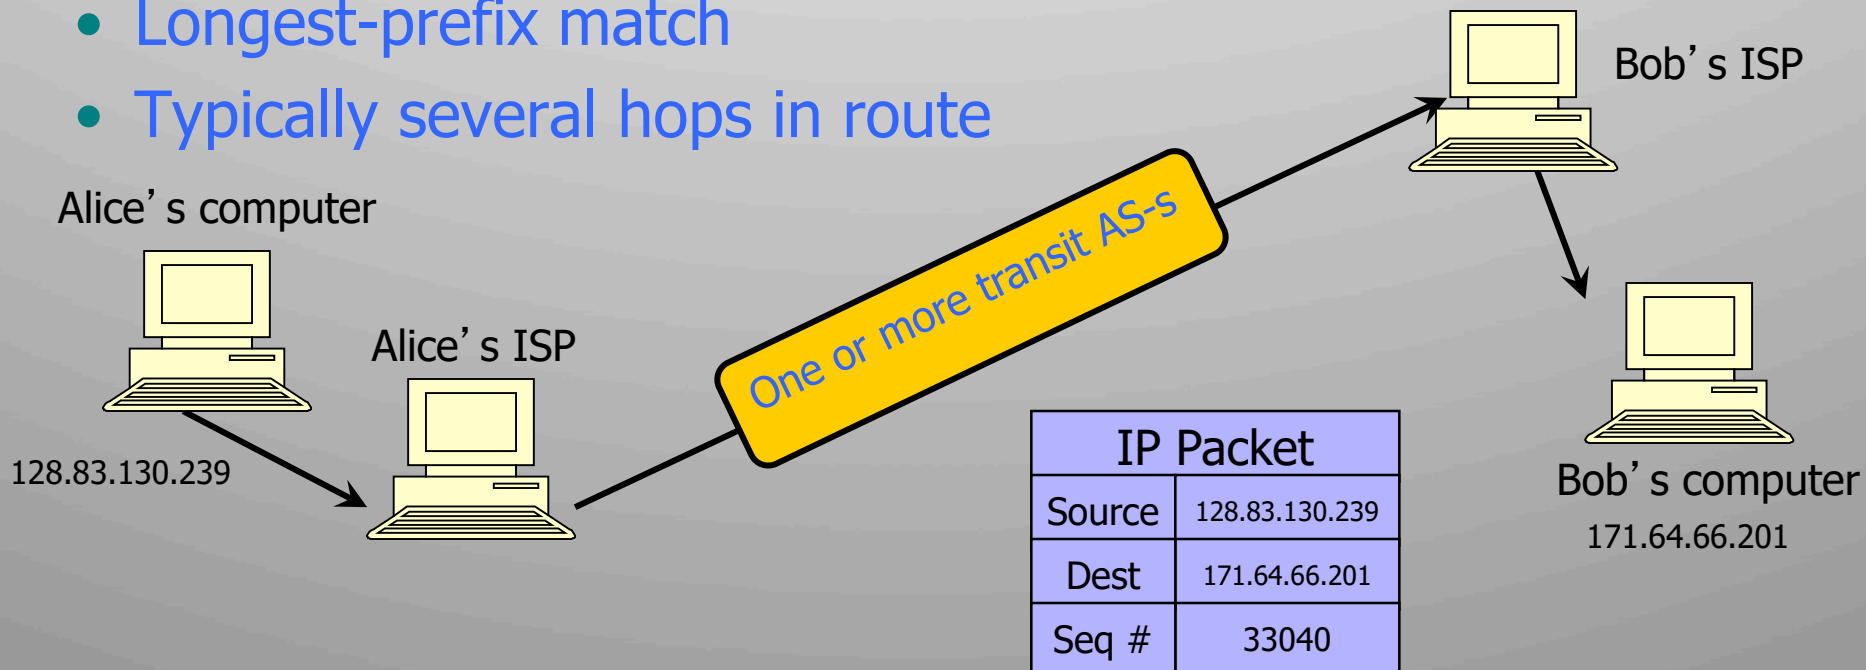 • Longest-prefix match
• Typically several hops in route
Bob’s ISP
Alice’s computer
One or more transit AS-s
Alice’s ISP
128.83.130.239
IP Packet
Source 128.83.130.239
Dest 171.64.66.201
Seq # 33040
Bob’s computer
171.64.66.201